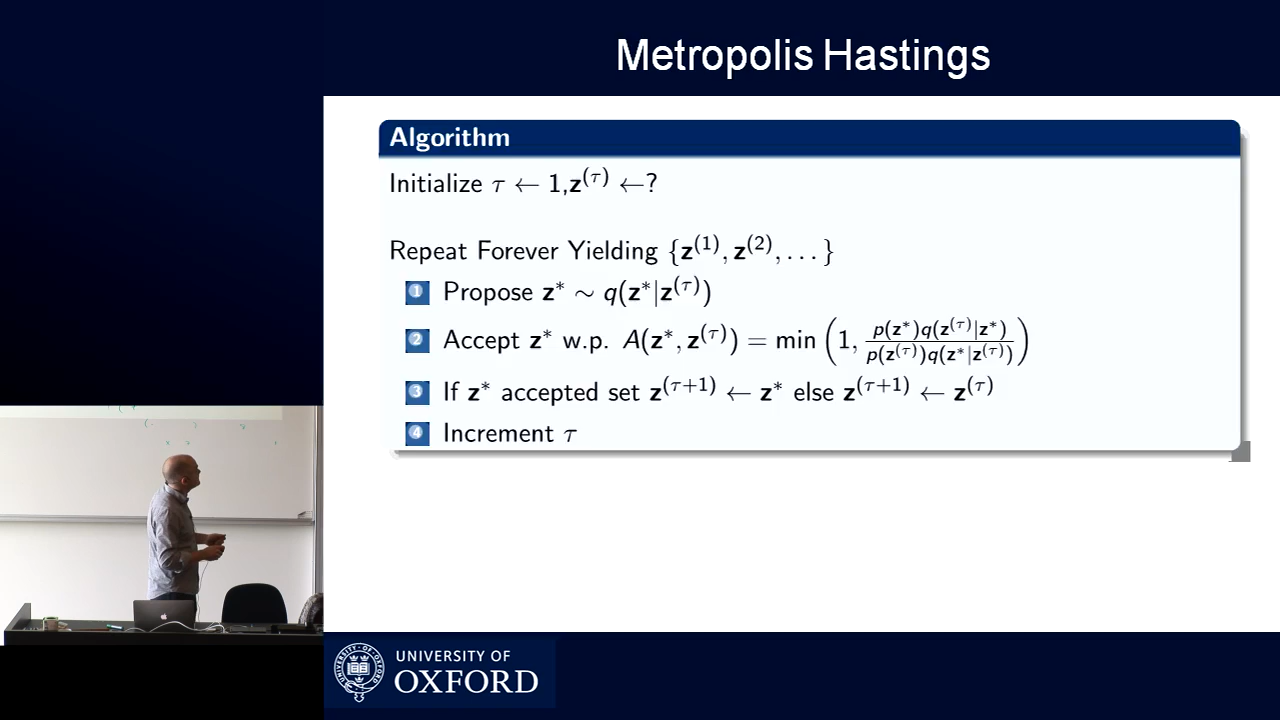 Metropolis Hastings
Algorithm
Initialize τ ← 1,z^(τ) ←?
Repeat Forever Yielding {z^(1), z^(2), . . . }
1 Propose z* ∼ q(z*|z^(τ))
2 Accept z* w.p. A(z*, z^(τ)) = min (1, p(z*)q(z^(τ)|z*) / p(z^(τ))q(z*|z^(τ)))
3 If z* accepted set z^(τ+1) ← z* else z^(τ+1) ← z^(τ)
4 Increment τ
UNIVERSITY OF
OXFORD